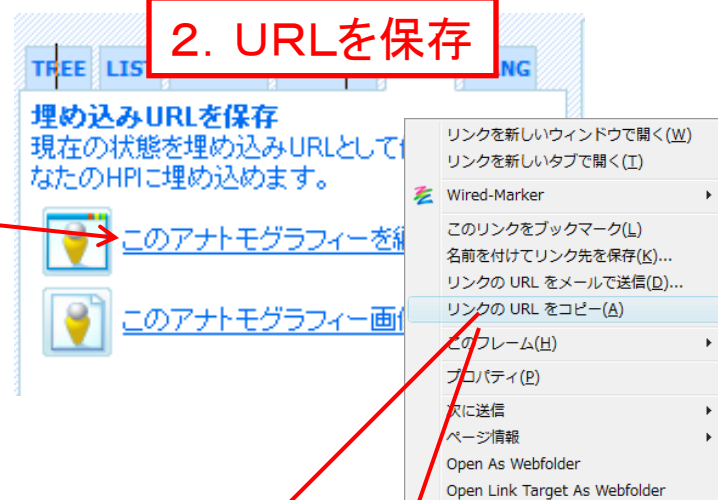 2. URLを保存
TREE LIS
NG
埋め込みURLを保存
現在の状態を埋め込みURLとして
なたのHPに埋め込めます。
このアナトモグラフィーを編
このアナトモグラフィー画
リンクを新しいウィンドウで開く(W)
リンクを新しいタブで開く(T)
Wired-Marker
このリンクをブックマーク(L)
名前を付けてリンク先を保存(K)...
リンクの URL をメールで送信(D)...
リンクの URL をコピー(A)
このフレーム(H)
プロパティ(P)
次に送信
ページ情報
Open As Webfolder
Open Link Target As Webfolder